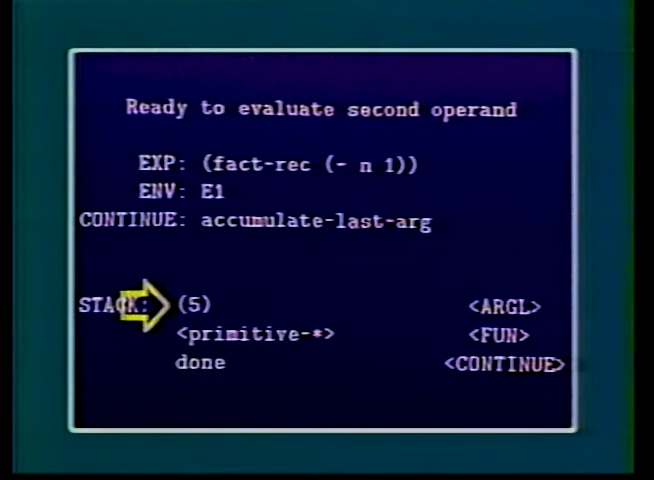 Ready to evaluate second operand
EXP: (fact-rec (- n 1))
ENV: E1
CONTINUE: accumulate-last-arg
STACK: (5) <ARGL>
<primitive-*> <FUN>
done <CONTINUE>